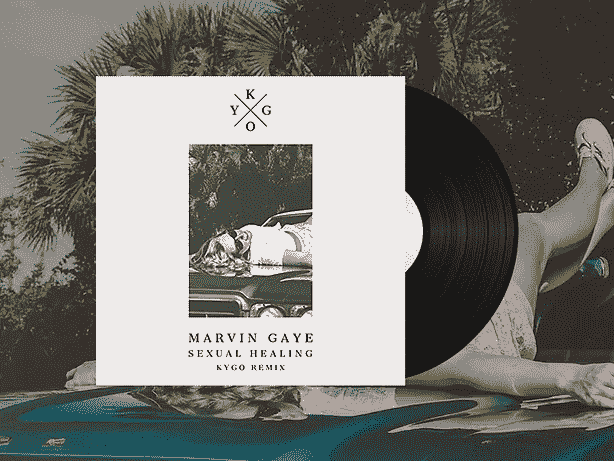 K
Y G
O
MARVIN GAYE
SEXUAL HEALING
KYGO REMIX